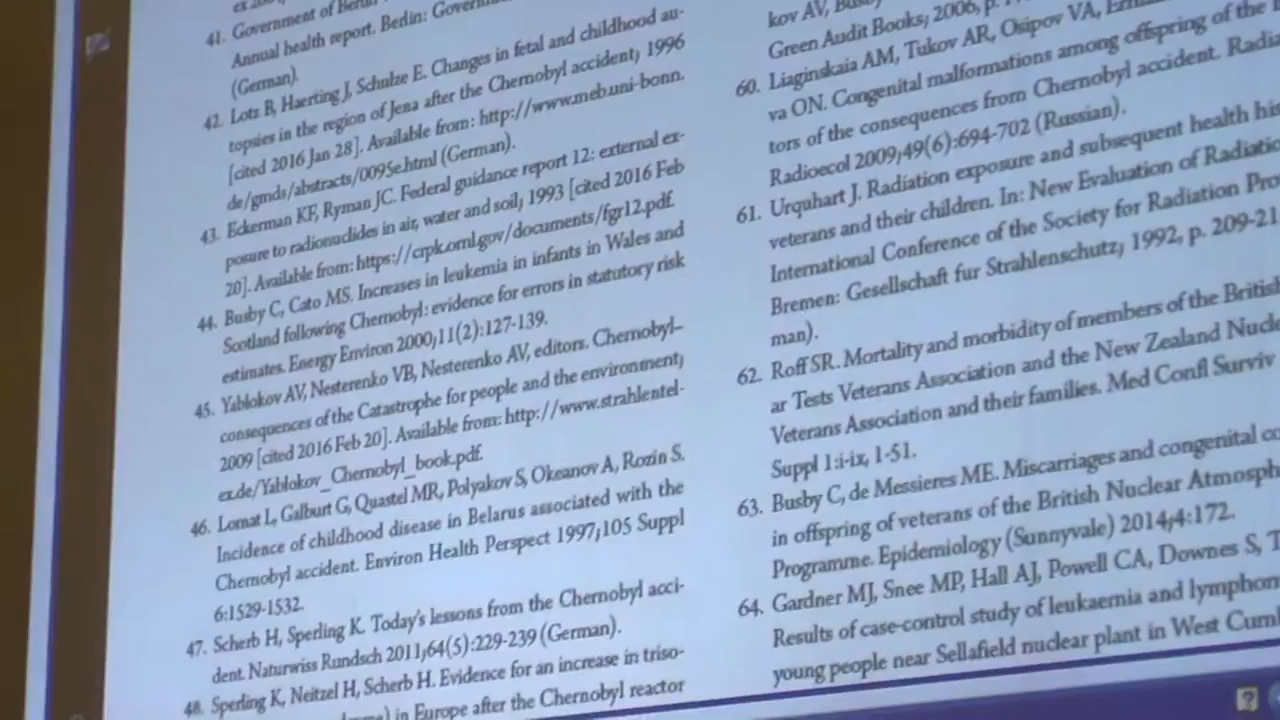 41. Government of
Annual health report. Berlin:
(German).
42. Lotz B, Haerting J, Schulze E. Changes in fetal and childhood au-
topsies in the region of Jena after the Chernobyl accident; 1996
[cited 2016 Jan 28]. Available from: http://www.meb.uni-bonn.
de/gmds/abstracts/0095e.html (German).
43. Eckerman KF, Ryman JC. Federal guidance report 12: external ex-
posure to radionuclides in air, water and soil; 1993 [cited 2016 Feb
20]. Available from: https://crpk.ornl.gov/documents/fgr12.pdf.
44. Busby C, Cato MS. Increases in leukemia in infants in Wales and
Scotland following Chernobyl: evidence for errors in statutory risk
estimates. Energy Environ 2000;11(2):127-139.
45. Yablokov AV, Nesterenko VB, Nesterenko AV, editors. Chernobyl–
consequences of the Catastrophe for people and the environment;
2009 [cited 2016 Feb 20]. Available from: http://www.strahlentel-
ex.de/Yablokov_Chernobyl_book.pdf.
46. Lomat L, Galburt G, Quastel MR, Polyakov S, Okeanov A, Rozin S.
Incidence of childhood disease in Belarus associated with the
Chernobyl accident. Environ Health Perspect 1997;105 Suppl
6:1529-1532.
47. Scherb H, Sperling K. Today's lessons from the Chernobyl acci-
dent. Naturwiss Rundsch 2011;64(5):229-239 (German).
48. Sperling K, Neitzel H, Scherb H. Evidence for an increase in triso-
in Europe after the Chernobyl reactor
kov AV,
Green Audit Books; 2006, p.
60. Liaginskaia AM, Tukov AR, Osipov VA,
va ON. Congenital malformations among offspring of the
tors of the consequences from Chernobyl accident. Radia
Radioecol 2009;49(6):694-702 (Russian).
61. Urquhart J. Radiation exposure and subsequent health his
veterans and their children. In: New Evaluation of Radiatio
International Conference of the Society for Radiation Pro
Bremen: Gesellschaft fur Strahlenschutz; 1992, p. 209-21
man).
62. Roff SR. Mortality and morbidity of members of the British
ar Tests Veterans Association and the New Zealand Nucl
Veterans Association and their families. Med Confl Surviv
Suppl 1:i-ix, 1-51.
63. Busby C, de Messieres ME. Miscarriages and congenital co
in offspring of veterans of the British Nuclear Atmosph
Programme. Epidemiology (Sunnyvale) 2014;4:172.
64. Gardner MJ, Snee MP, Hall AJ, Powell CA, Downes S, T
Results of case-control study of leukaemia and lymphom
young people near Sellafield nuclear plant in West Cum
?